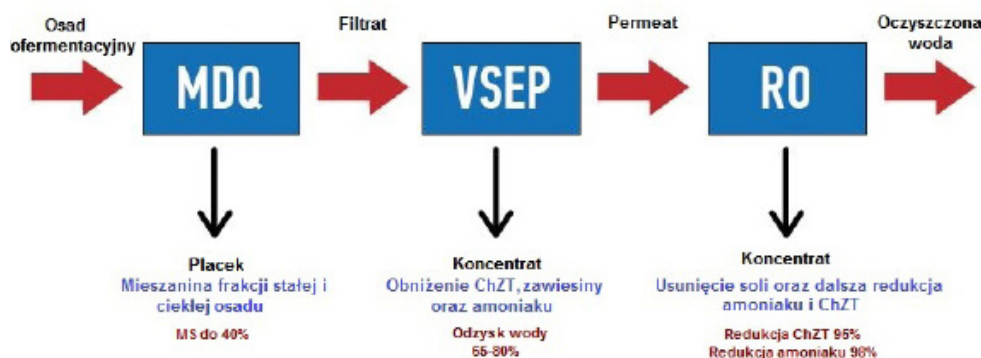 Osad
ofermentacyjny
MDQ
Filtrat
VSEP
Permeat
RO
Oczyszczona
woda
Placek
Mieszanina frakcji stałej i
ciekłej osadu
MS do 40%
Koncentrat
Obniżenie ChZT, zawiesiny
oraz amoniaku
Odzysk wody
65-80%
Koncentrat
Usunięcie soli oraz dalsza redukcja
amoniaku i ChZT
Redukcja ChZT 95%
Redukcja amoniaku 98%